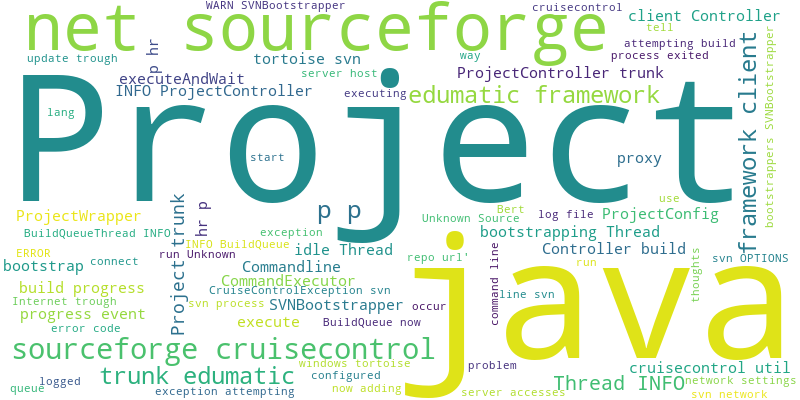 WARN SVNBootstrapper
cruisecontrol
net sourceforge
client Controller
tell
p hr
attempting build
update trough
tortoise svn
way
process exited
server host
executeAndWait
ProjectController trunk
INFO ProjectController
executing
edumatic framework
Project
lang
framework client
bootstrappers SVNBootstrapper
start
proxy
use
hr p
p p
Bert
ProjectWrapper
Unknown Source
log file
ProjectConfig
BuildQueueThread INFO
exception
bootstrapping Thread
Project trunk
INFO BuildQueue
idle Thread
Controller build
ERROR
run Unknown
repo url'
command line
svn OPTIONS
bootstrap
connect
Commandline
run
java
thoughts
build progress
CommandExecutor
CruiseControlException svn
line svn
Internet trough
svn process
SVNBootstrapper
occur
progress event
execute
BuildQueue now
error code
sourceforge cruisecontrol
windows tortoise
problem
cruisecontrol util
trunk edumatic
configured
Thread INFO
network settings
logged
queue
exception attempting
now adding
server accesses
svn network